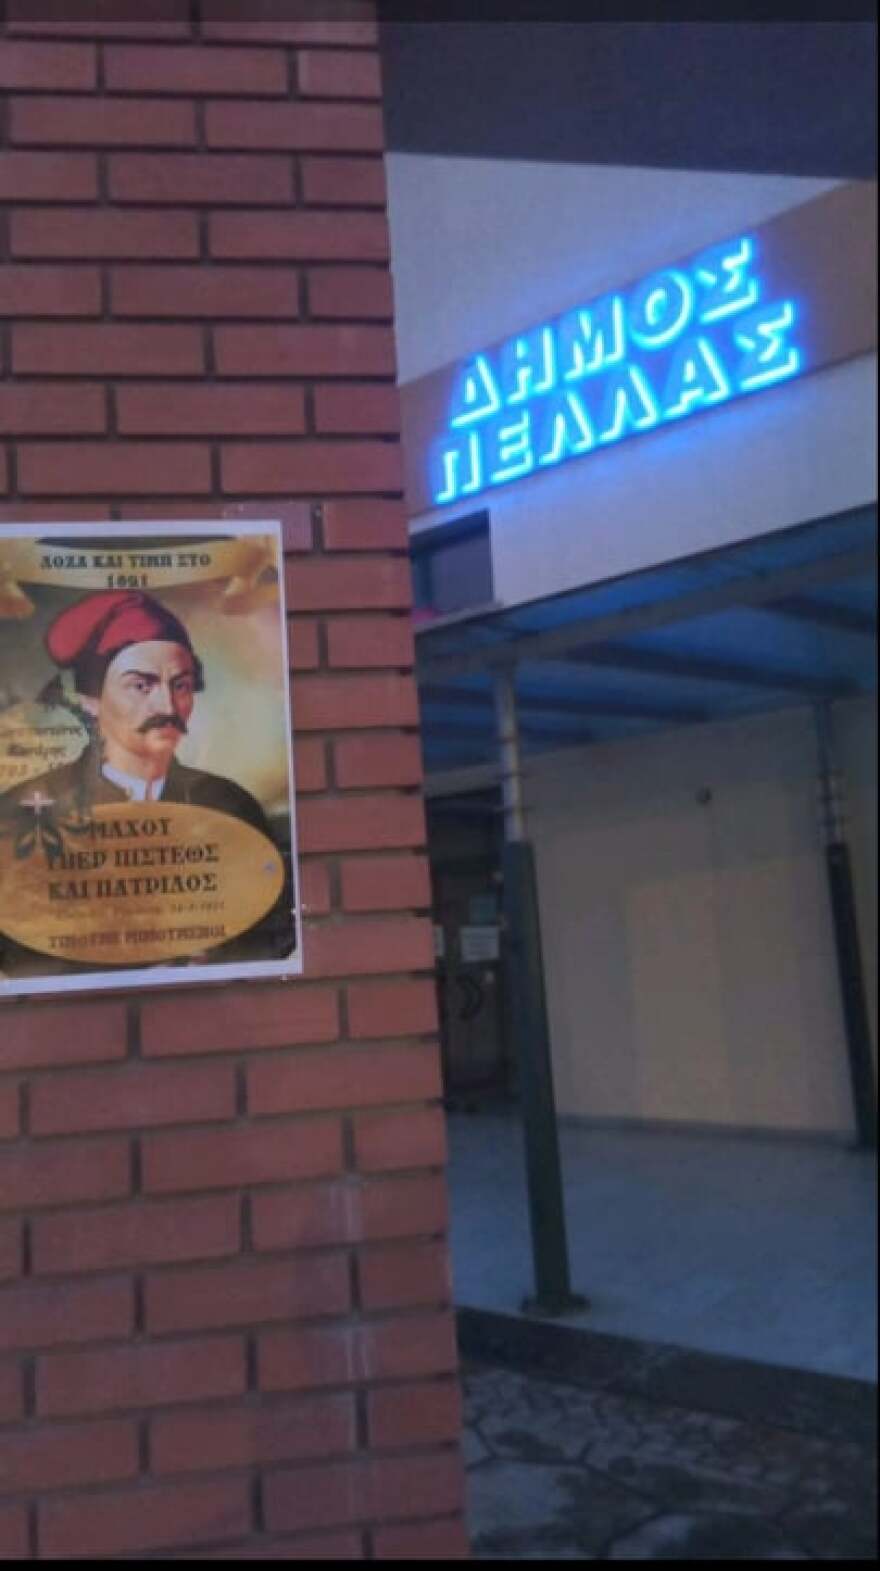 ΔΗΜΟΣ
ΠΕΛΛΑΣ
ΔΟΞΑ ΚΑΙ ΤΙΜΗ ΣΤΟ
1821
ΜΑΧΟΥ
ΥΠΕΡ ΠΙΣΤΕΩΣ
ΚΑΙ ΠΑΤΡΙΔΟΣ